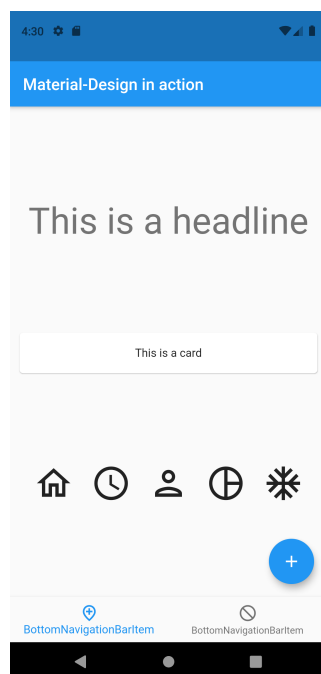 4:30
Material-Design in action
This is a headline
This is a card
BottomNavigationBarItem
BottomNavigationBarItem